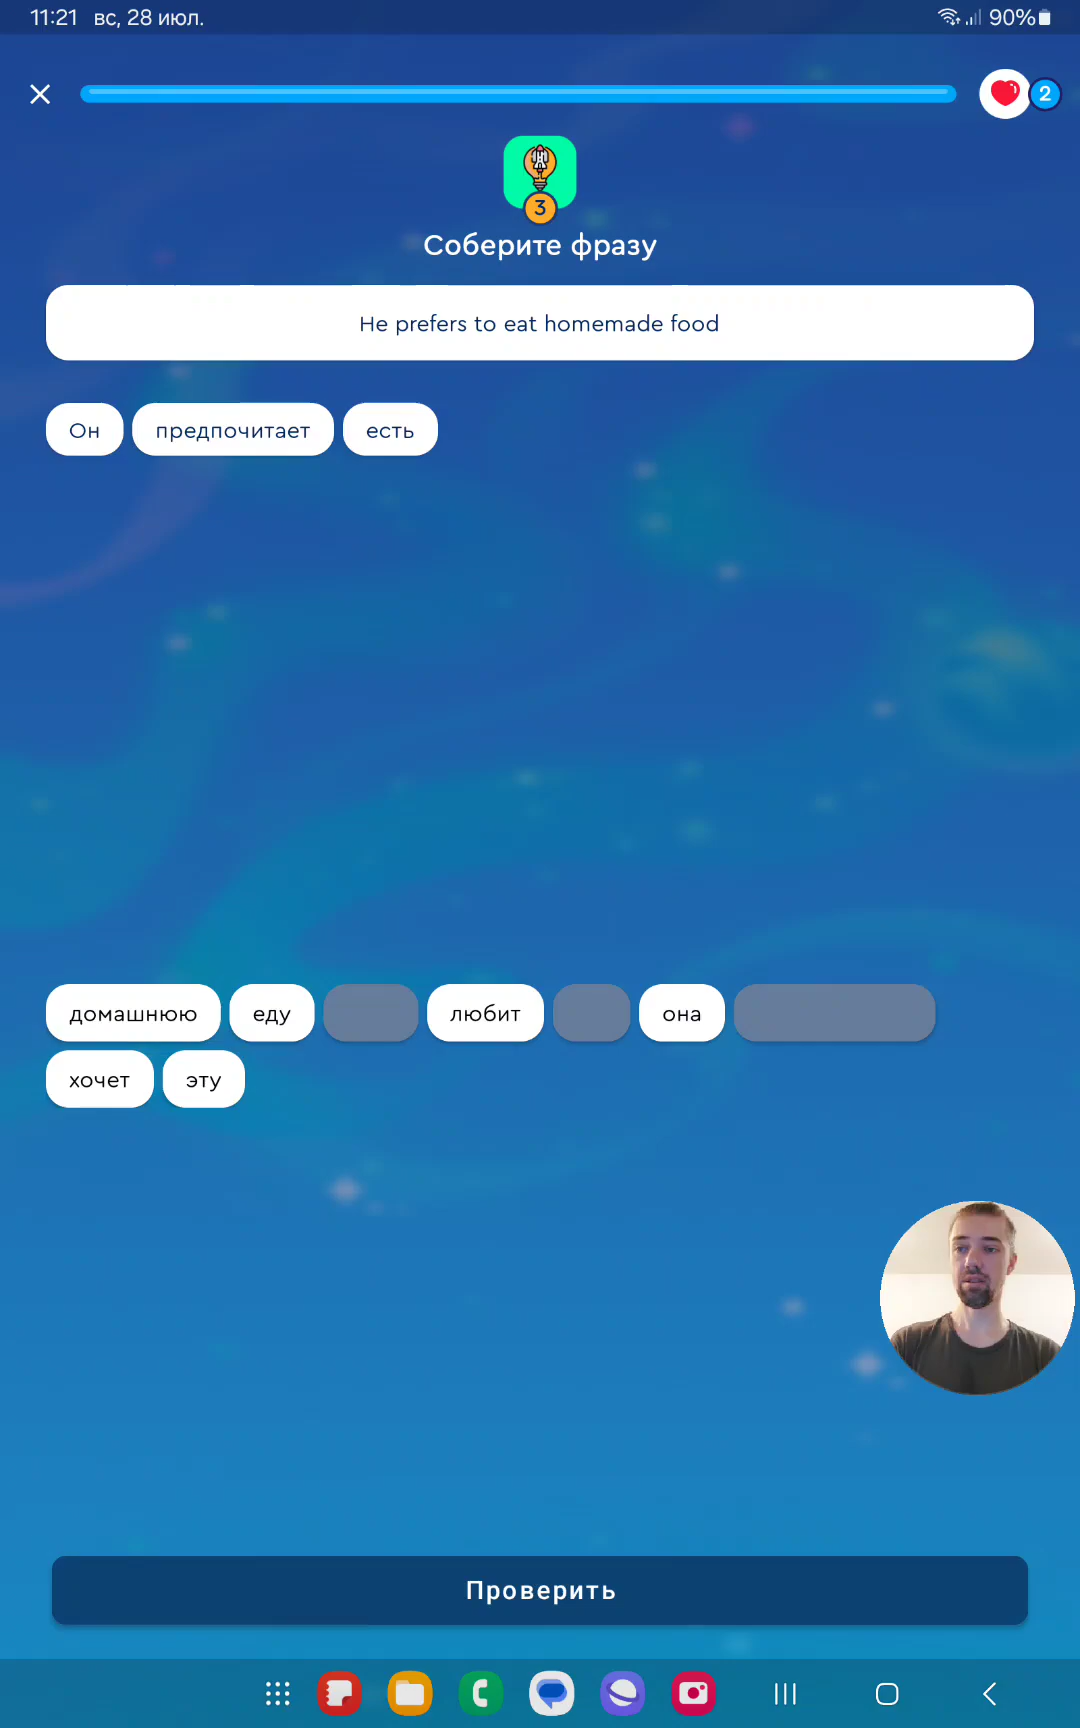 11:21 вс, 28 июл. 90%
2
3
Соберите фразу
He prefers to eat homemade food
Он предпочитает есть
домашнюю еду любит она
хочет эту
Проверить